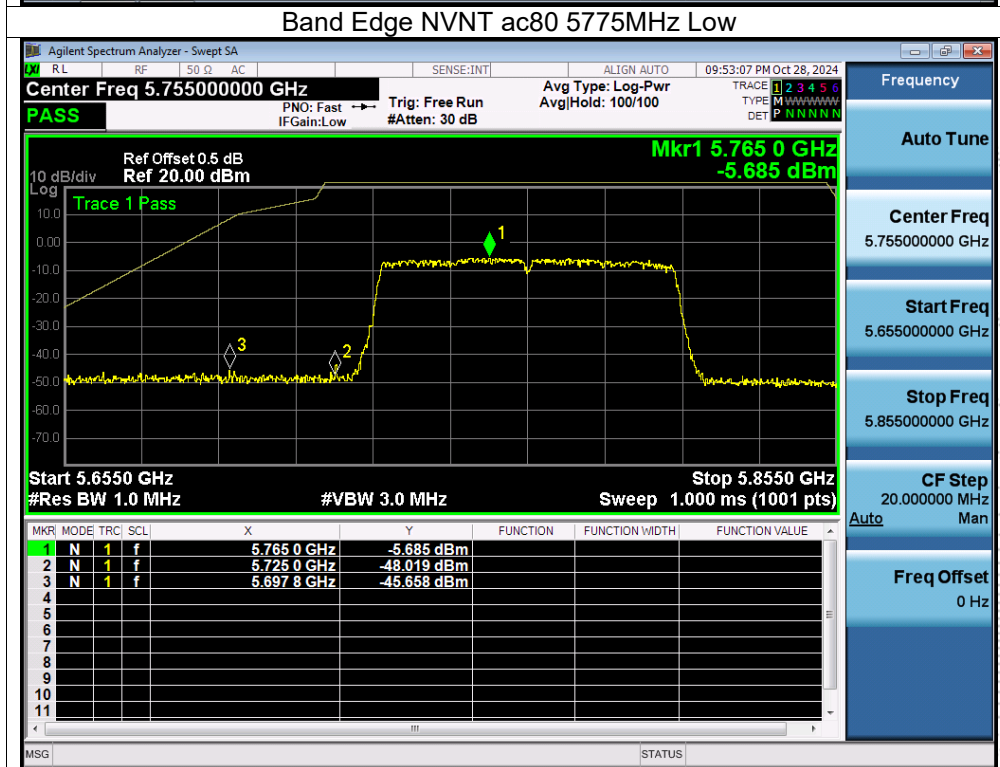 Band Edge NVNT ac80 5775MHz Low
Agilent Spectrum Analyzer - Swept SA
LXI RL RF 50 Ω AC SENSE:INT ALIGN AUTO 09:53:07 PM Oct 28, 2024
Center Freq 5.755000000 GHz
PASS
PNO: Fast
IFGain:Low
Trig: Free Run
#Atten: 30 dB
Avg Type: Log-Pwr
Avg|Hold: 100/100
TRACE 1 2 3 4 5 6
TYPE M WWWWW
DET P N N N N N
Mkr1 5.765 0 GHz
-5.685 dBm
Ref Offset 0.5 dB
10 dB/div Ref 20.00 dBm
Log
Trace 1 Pass
10.0
0.00
-10.0
-20.0
-30.0
-40.0
-50.0
-60.0
-70.0
1
2
3
Start 5.6550 GHz
Stop 5.8550 GHz
#Res BW 1.0 MHz #VBW 3.0 MHz Sweep 1.000 ms (1001 pts)
MKR MODE TRC SCL X Y FUNCTION FUNCTION WIDTH FUNCTION VALUE
1 N 1 f 5.765 0 GHz -5.685 dBm
2 N 1 f 5.725 0 GHz -48.019 dBm
3 N 1 f 5.697 8 GHz -45.658 dBm
4
5
6
7
8
9
10
11
MSG STATUS
Frequency
Auto Tune
Center Freq
5.755000000 GHz
Start Freq
5.655000000 GHz
Stop Freq
5.855000000 GHz
CF Step
20.000000 MHz
Auto Man
Freq Offset
0 Hz